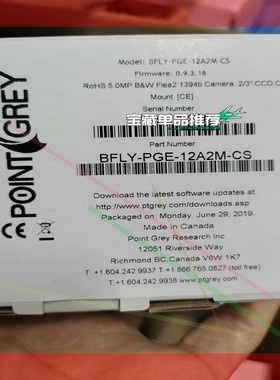 Model: BFLY-PGE-12A2M-CS
Firmware: 0.9.3.18
RoHS 5.0MP B&W Flea2 1394b Camera. 2/3" CCD C
Mount [CE]
Serial Number
宝藏单品都在这
Part Number
BFLY-PGE-12A2M-CS
POINT GREY
Download the latest software updates at
http://www.ptgrey.com/downloads
Packaged on: Monday, June 29, 2019
Made in Canada
Point Grey Research Inc
12051 Riverside Way
Richmond,BC,Canada V6W 1K7
T +1.604.242.9937 T +1.866.765.0827 (toll free)
T +1.604.242.9938 www.ptgrey.com